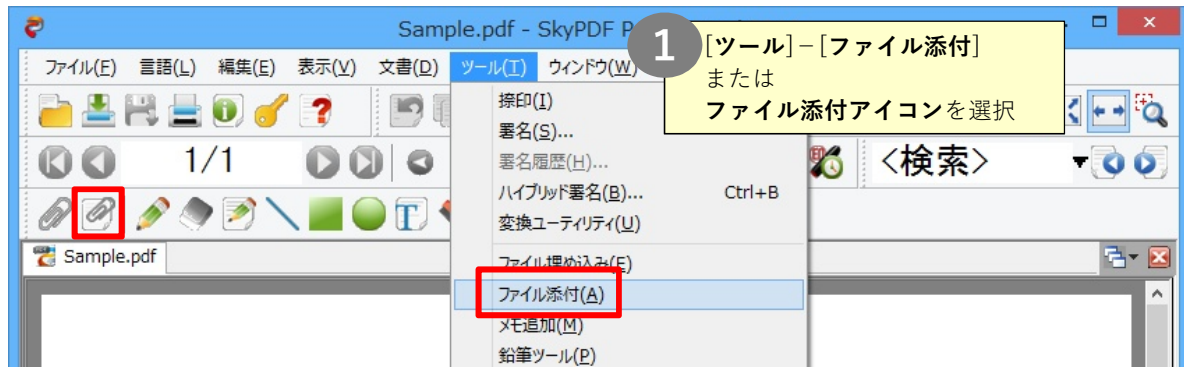 Sample.pdf - SkyPDF P
1
[ツール]－[ファイル添付]
または
ファイル添付アイコンを選択
ファイル(F) 言語(L) 編集(E) 表示(V) 文書(D) ツール(T) ウィンドウ(W)
捺印(I)
署名(S)...
署名履歴(H)...
ハイブリッド署名(B)... Ctrl+B
変換ユーティリティ(U)
ファイル埋め込み(E)
ファイル添付(A)
メモ追加(M)
鉛筆ツール(P)
1/1
<検索>
Sample.pdf